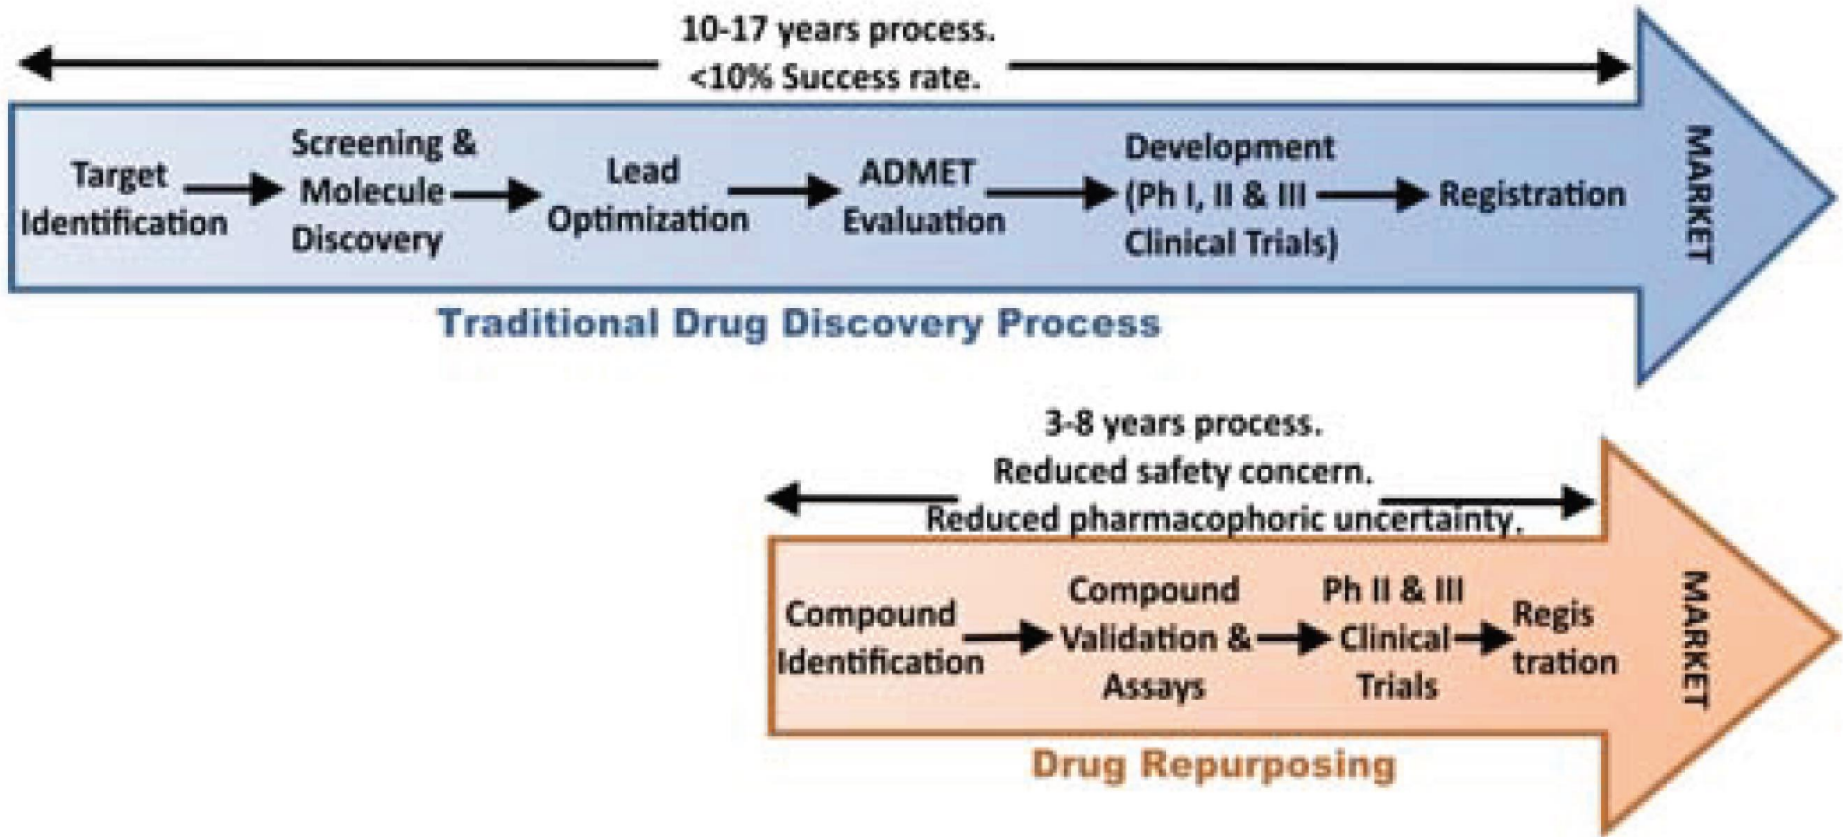 10-17 years process.
<10% Success rate.
Target
Identification
Screening &
Molecule
Discovery
Lead
Optimization
ADMET
Evaluation
Development
(Ph I, II & III
Clinical Trials)
Registration
MARKET
Traditional Drug Discovery Process
3-8 years process.
Reduced safety concern.
Reduced pharmacophoric uncertainty.
Compound
Identification
Compound
Validation &
Assays
Ph II & III
Clinical
Trials
Regis
tration
MARKET
Drug Repurposing